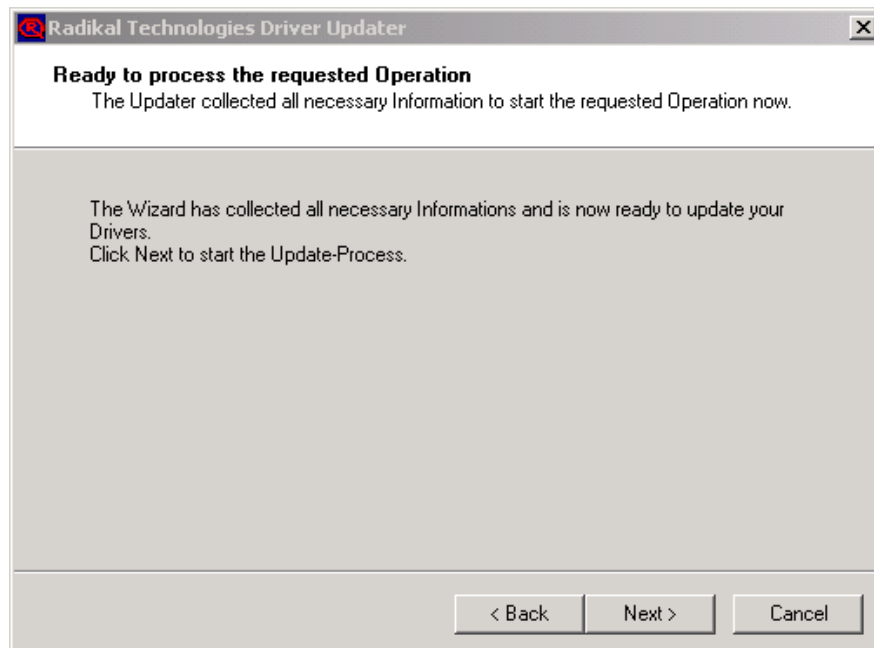 Radikal Technologies Driver Updater
Ready to process the requested Operation
The Updater collected all necessary Information to start the requested Operation now.
The Wizard has collected all necessary Informations and is now ready to update your
Drivers.
Click Next to start the Update-Process.
< Back Next > Cancel